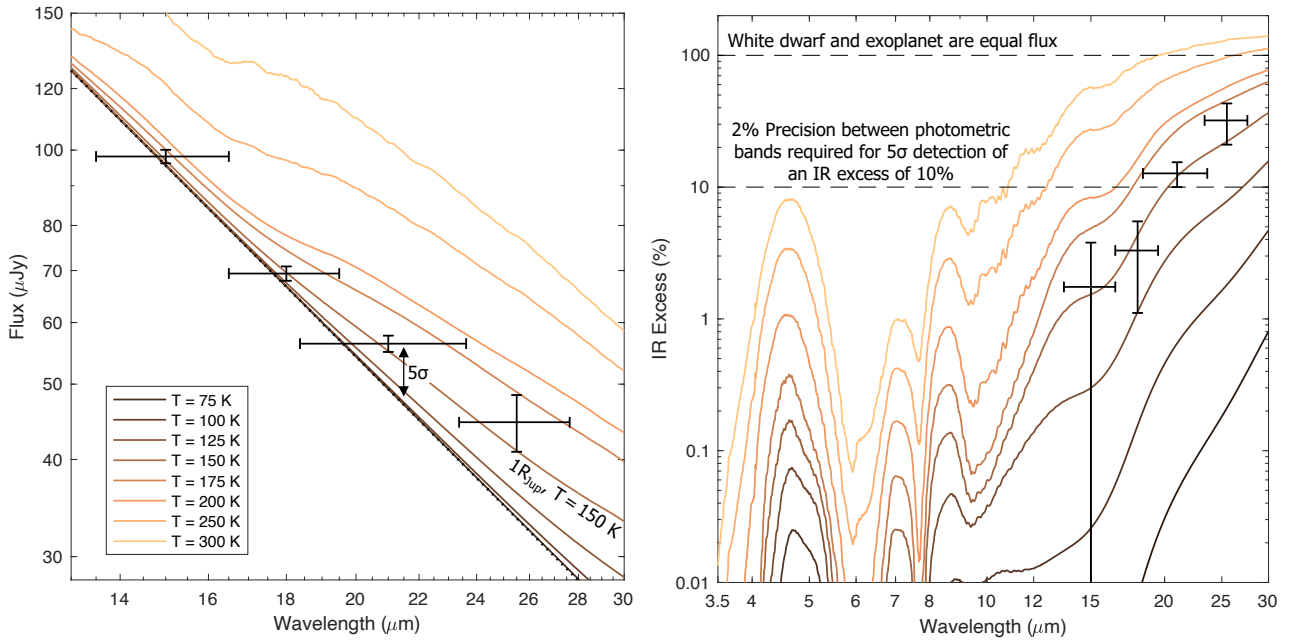 150
120
100
90
80
70
60
50
40
30
Flux (μJy)
14
16
18
20
22
24
26
28
30
Wavelength (μm)
5σ
1R_Jup, T = 150 K
T = 75 K
T = 100 K
T = 125 K
T = 150 K
T = 175 K
T = 200 K
T = 250 K
T = 300 K
White dwarf and exoplanet are equal flux
2% Precision between photometric
bands required for 5σ detection of
an IR excess of 10%
100
10
1
0.1
0.01
IR Excess (%)
3.5
4
5
6
7
8
10
15
20
25
30
Wavelength (μm)